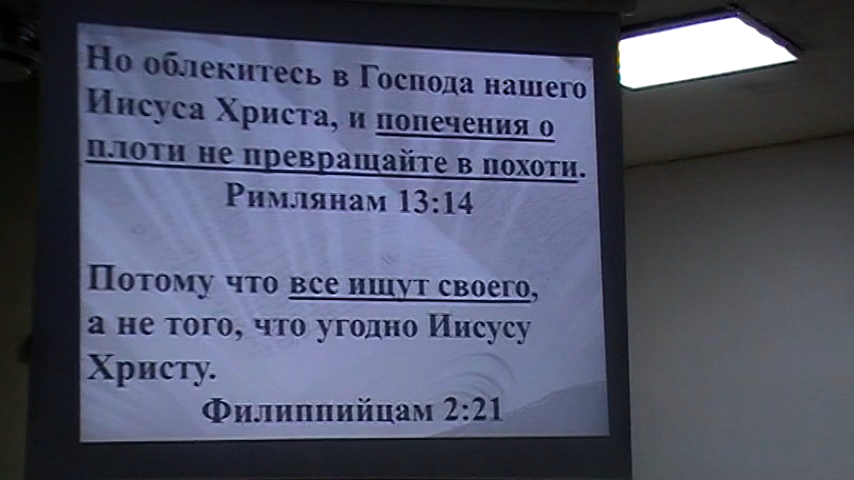 Но облекитесь в Господа нашего
Иисуса Христа, и попечения о
плоти не превращайте в похоти.
Римлянам 13:14
Потому что все ищут своего,
а не того, что угодно Иисусу
Христу.
Филиппийцам 2:21